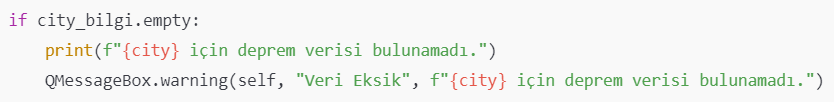 if city_bilgi.empty:
    print(f"{city} için deprem verisi bulunamadı.")
    QMessageBox.warning(self, "Veri Eksik", f"{city} için deprem verisi bulunamadı.")